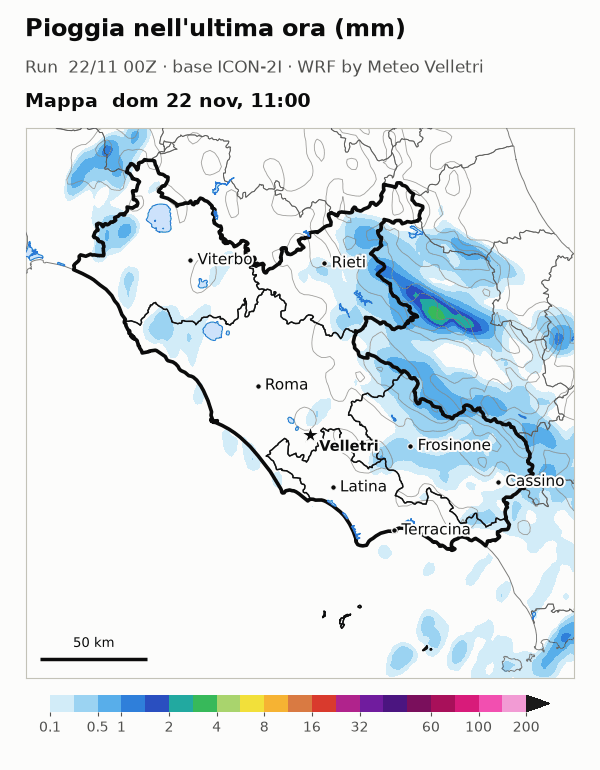 Pioggia nell'ultima ora (mm)
Run 22/11 00Z · base ICON-2I · WRF by Meteo Velletri
Mappa dom 22 nov, 11:00
Viterbo
Rieti
Roma
Velletri
Frosinone
Latina
Cassino
Terracina
50 km
0.1 0.5 1 2 4 8 16 32 60 100 200